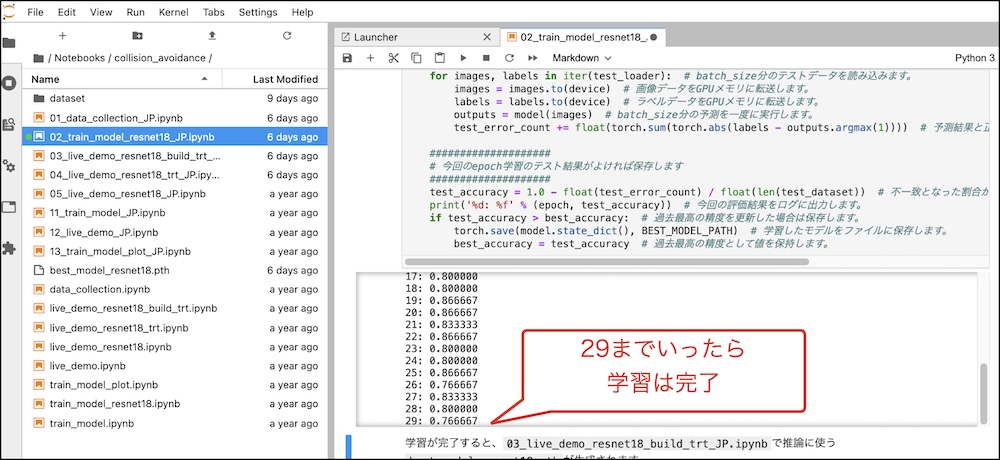 File Edit View Run Kernel Tabs Settings Help
Launcher
02_train_model_resnet18_.
Markdown
Python 3
/ Notebooks / collision_avoidance /
Name Last Modified
dataset 9 days ago
01_data_collection_JP.ipynb 6 days ago
02_train_model_resnet18_JP.ipynb 6 days ago
03_live_demo_resnet18_build_trt_... 6 days ago
04_live_demo_resnet18_trt_JP.ipy... 6 days ago
05_live_demo_resnet18_JP.ipynb a year ago
11_train_model_JP.ipynb a year ago
12_live_demo_JP.ipynb a year ago
13_train_model_plot_JP.ipynb a year ago
best_model_resnet18.pth 6 days ago
data_collection.ipynb a year ago
live_demo_resnet18_build_trt.ipynb a year ago
live_demo_resnet18_trt.ipynb a year ago
live_demo_resnet18.ipynb a year ago
live_demo.ipynb a year ago
train_model_plot.ipynb a year ago
train_model_resnet18.ipynb a year ago
train_model.ipynb a year ago
for images, labels in iter(test_loader): # batch_size分のテストデータを読み込みます。
images = images.to(device) # 画像データをGPUメモリに転送します。
labels = labels.to(device) # ラベルデータをGPUメモリに転送します。
outputs = model(images) # batch_size分の予測を一度に実行します。
test_error_count += float(torch.sum(torch.abs(labels - outputs.argmax(1)))) # 予測結果と正
####################
# 今回のepoch学習のテスト結果がよければ保存します
####################
test_accuracy = 1.0 - float(test_error_count) / float(len(test_dataset)) # 不一致となった割合か
print('%d: %f' % (epoch, test_accuracy)) # 今回の評価結果をログに出力します。
if test_accuracy > best_accuracy: # 過去最高の精度を更新した場合は保存します。
torch.save(model.state_dict(), BEST_MODEL_PATH) # 学習したモデルをファイルに保存します。
best_accuracy = test_accuracy # 過去最高の精度として値を保持します。
17: 0.800000
18: 0.800000
19: 0.866667
20: 0.866667
21: 0.833333
22: 0.866667
23: 0.800000
24: 0.800000
25: 0.866667
26: 0.766667
27: 0.833333
28: 0.800000
29: 0.766667
29までいったら
学習は完了
学習が完了すると、03_live_demo_resnet18_build_trt_JP.ipynbで推論に使う